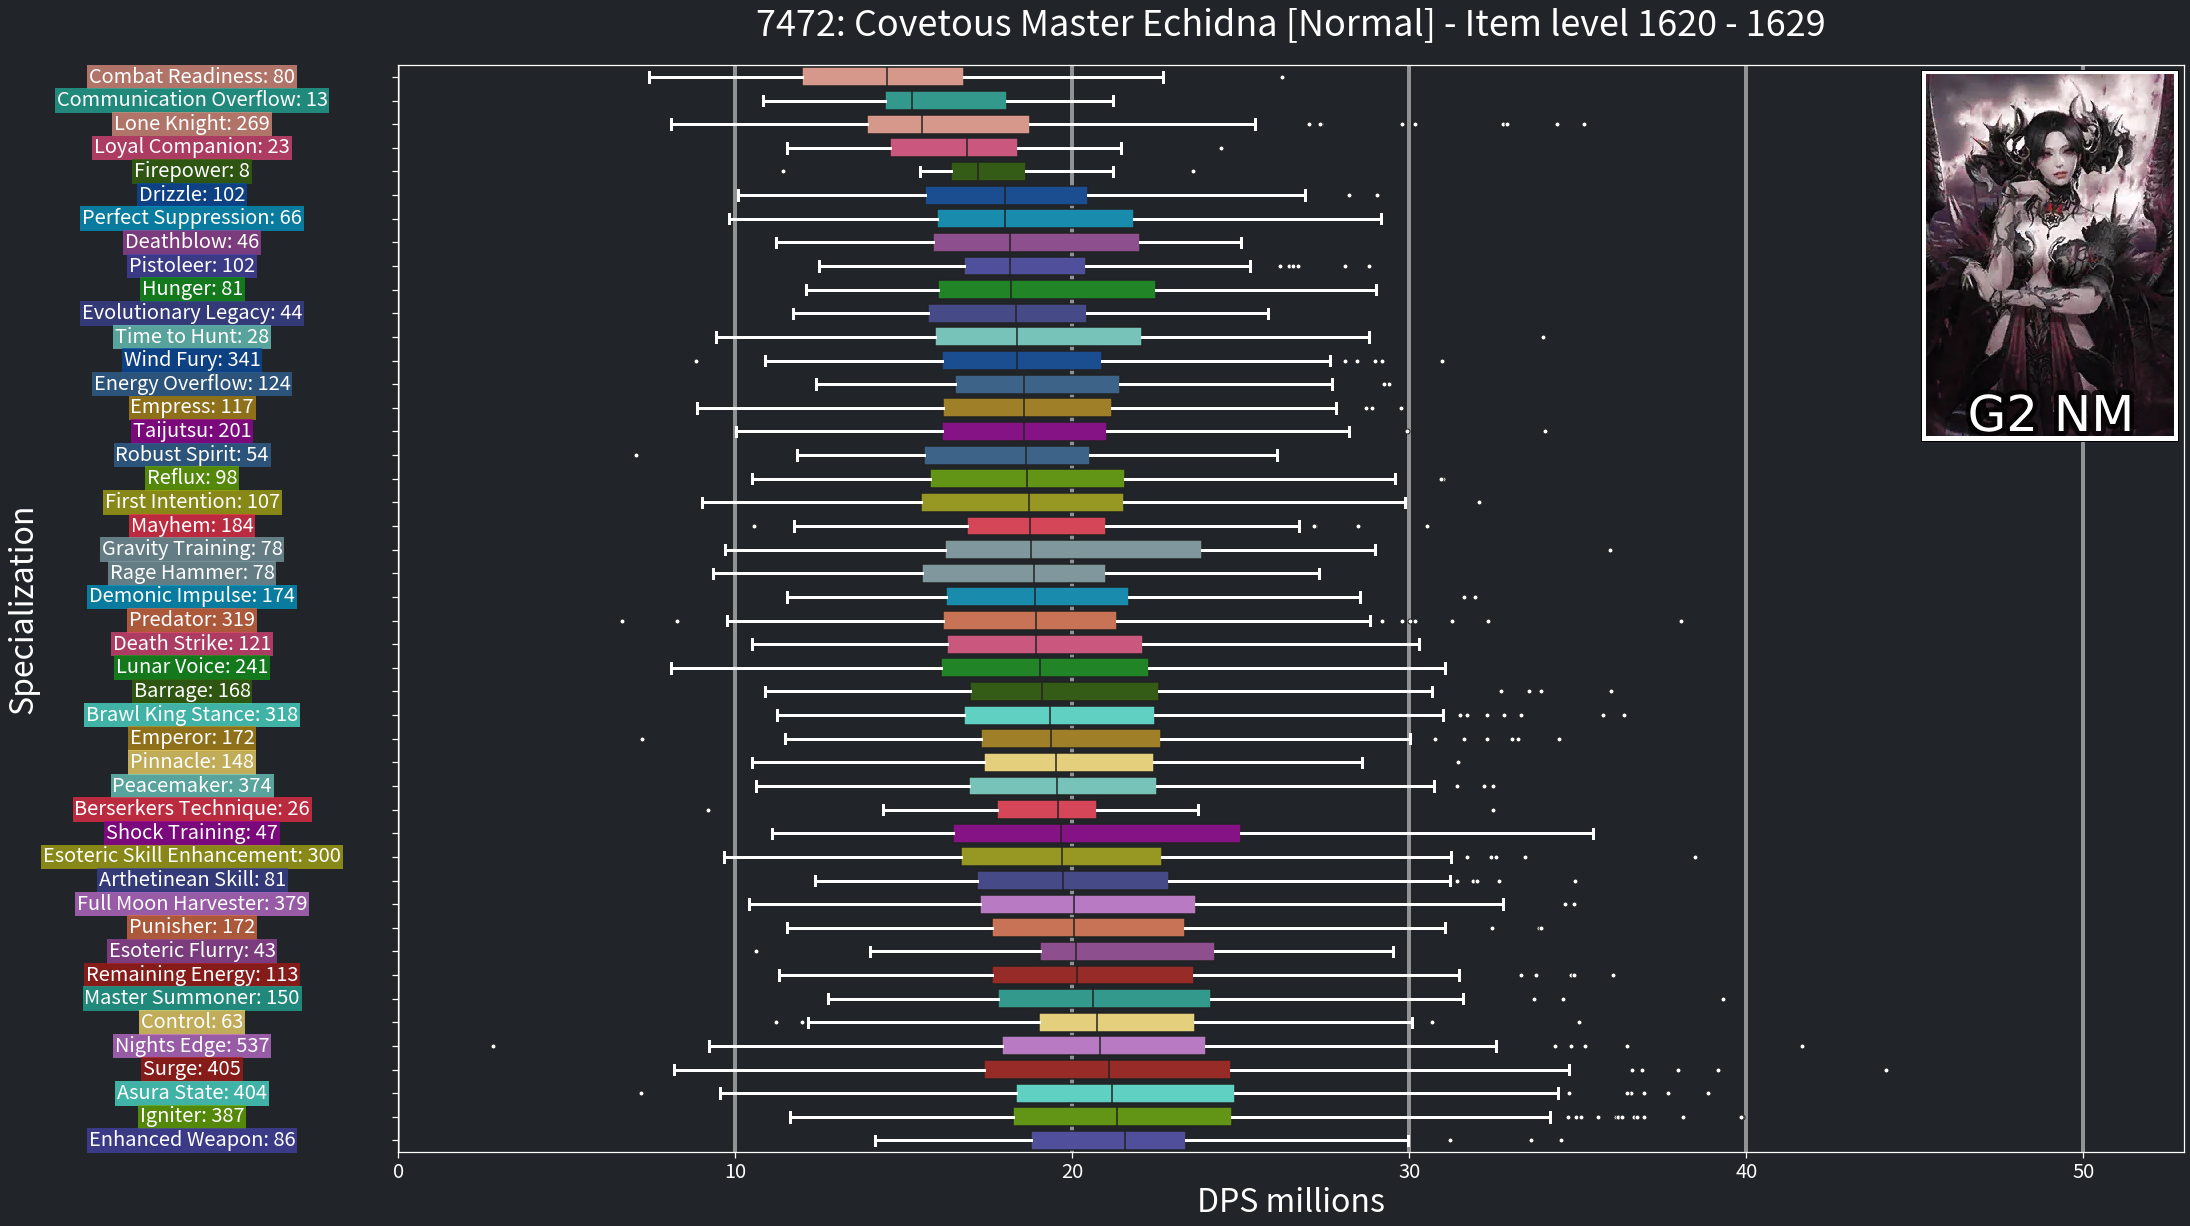 7472: Covetous Master Echidna [Normal] - Item level 1620 - 1629
Combat Readiness: 80
Communication Overflow: 13
Lone Knight: 269
Loyal Companion: 23
Firepower: 8
Drizzle: 102
Perfect Suppression: 66
Deathblow: 46
Pistoleer: 102
Hunger: 81
Evolutionary Legacy: 44
Time to Hunt: 28
Wind Fury: 341
Energy Overflow: 124
Empress: 117
Taijutsu: 201
Robust Spirit: 54
Reflux: 98
First Intention: 107
Mayhem: 184
Gravity Training: 78
Rage Hammer: 78
Demonic Impulse: 174
Predator: 319
Death Strike: 121
Lunar Voice: 241
Barrage: 168
Brawl King Stance: 318
Emperor: 172
Pinnacle: 148
Peacemaker: 374
Berserkers Technique: 26
Shock Training: 47
Esoteric Skill Enhancement: 300
Arthetinean Skill: 81
Full Moon Harvester: 379
Punisher: 172
Esoteric Flurry: 43
Remaining Energy: 113
Master Summoner: 150
Control: 63
Nights Edge: 537
Surge: 405
Asura State: 404
Igniter: 387
Enhanced Weapon: 86
Specialization
G2 NM
0 10 20 30 40 50
DPS millions